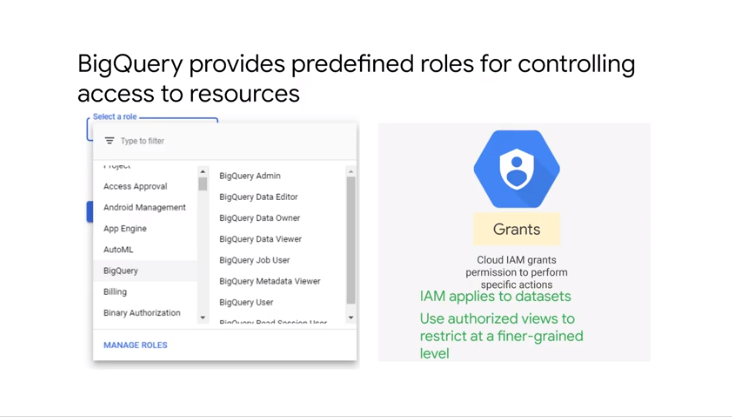 BigQuery provides predefined roles for controlling
access to resources
Select a role
Type to filter
Project
Access Approval
Android Management
App Engine
AutoML
BigQuery
Billing
Binary Authorization
BigQuery Admin
BigQuery Data Editor
BigQuery Data Owner
BigQuery Data Viewer
BigQuery Job User
BigQuery Metadata Viewer
BigQuery User
BigQuery Read Session User
MANAGE ROLES
Grants
Cloud IAM grants
permission to perform
specific actions
IAM applies to datasets
Use authorized views to
restrict at a finer-grained
level